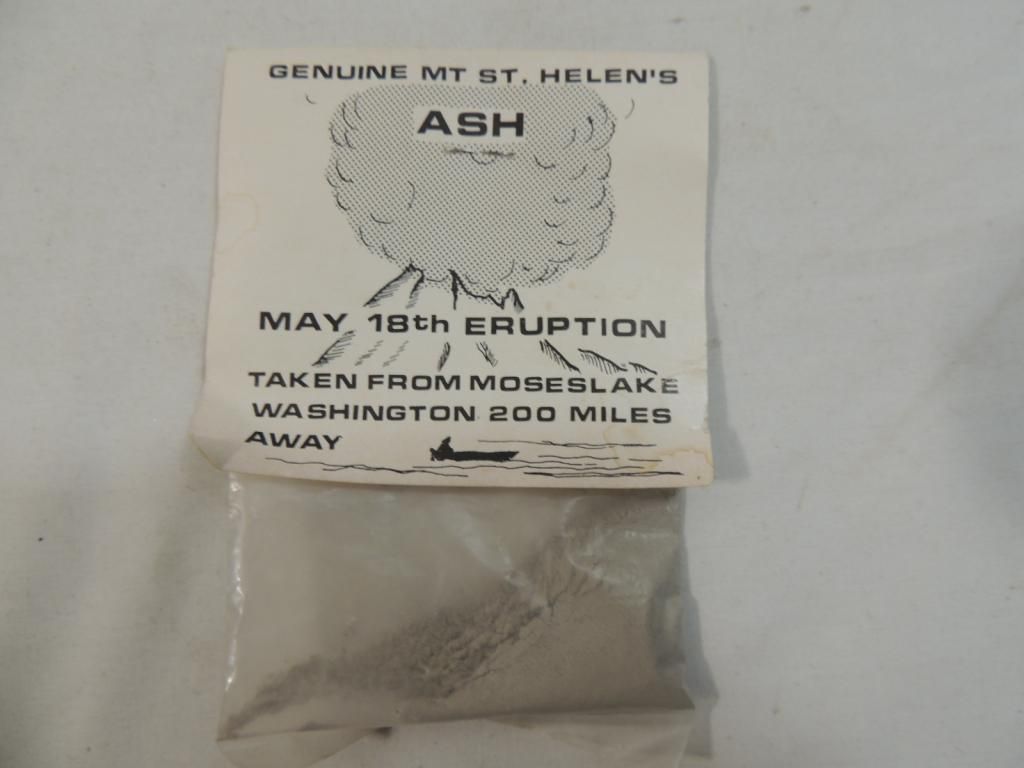 GENUINE MT ST. HELEN'S
ASH
MAY 18th ERUPTION
TAKEN FROM MOSESLAKE
WASHINGTON 200 MILES
AWAY